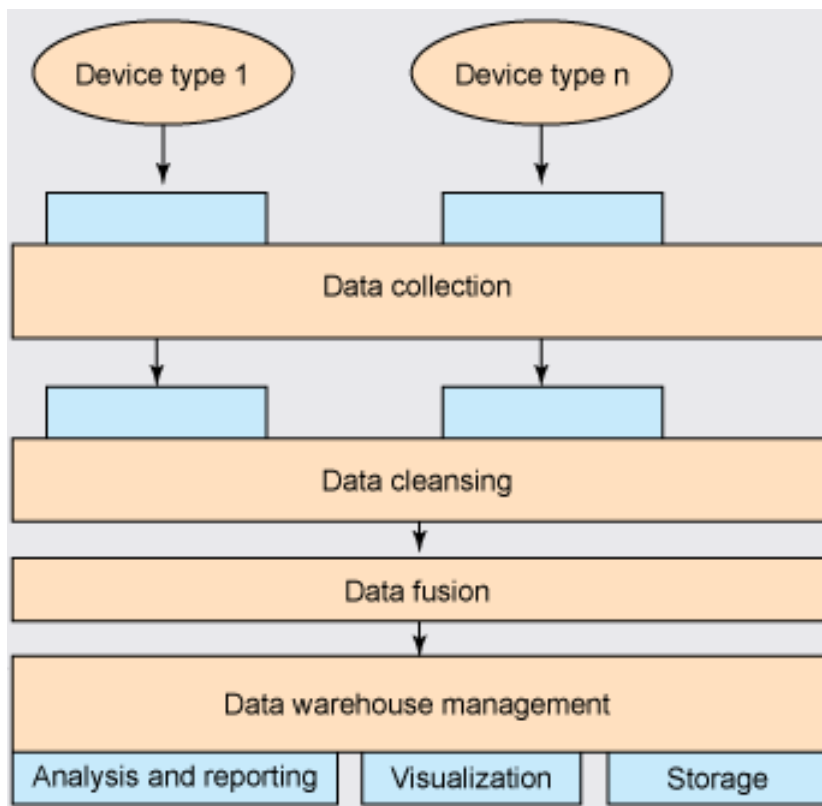 Device type 1
Device type n
Data collection
Data cleansing
Data fusion
Data warehouse management
Analysis and reporting
Visualization
Storage